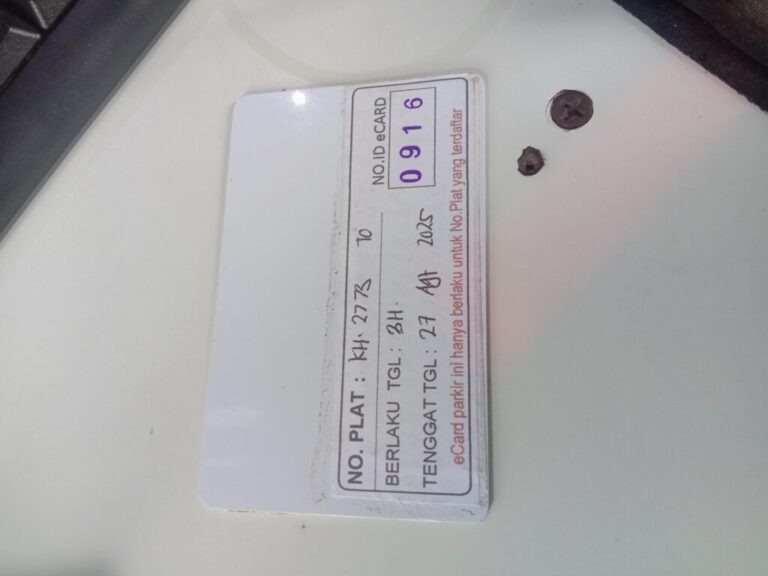 NO. PLAT : KH. 2773 TO
NO.ID eCARD
0916
BERLAKU TGL : 3H.
TENGGAT TGL : 27 Agt 2025
eCard parkir ini hanya berlaku untuk No.Plat yang terdaftar